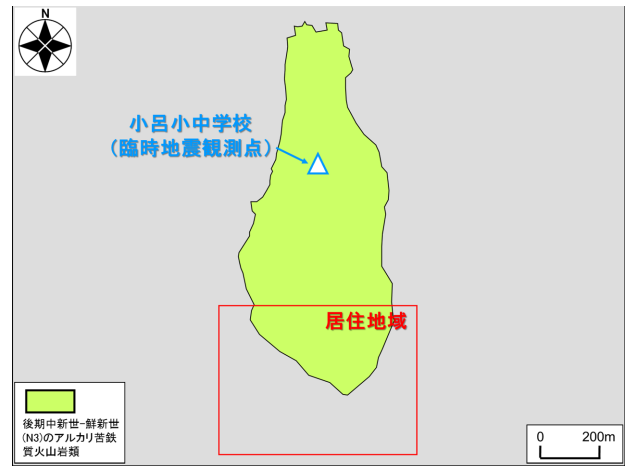 N
小呂小中学校
(臨時地震観測点)
居住地域
後期中新世-鮮新世
(N3)のアルカリ苦鉄
質火山岩類
0 200m